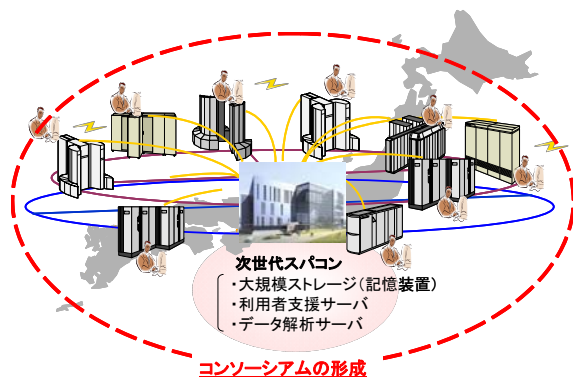 次世代スパコン
・大規模ストレージ（記憶装置）
・利用者支援サーバ
・データ解析サーバ
コンソーシアムの形成